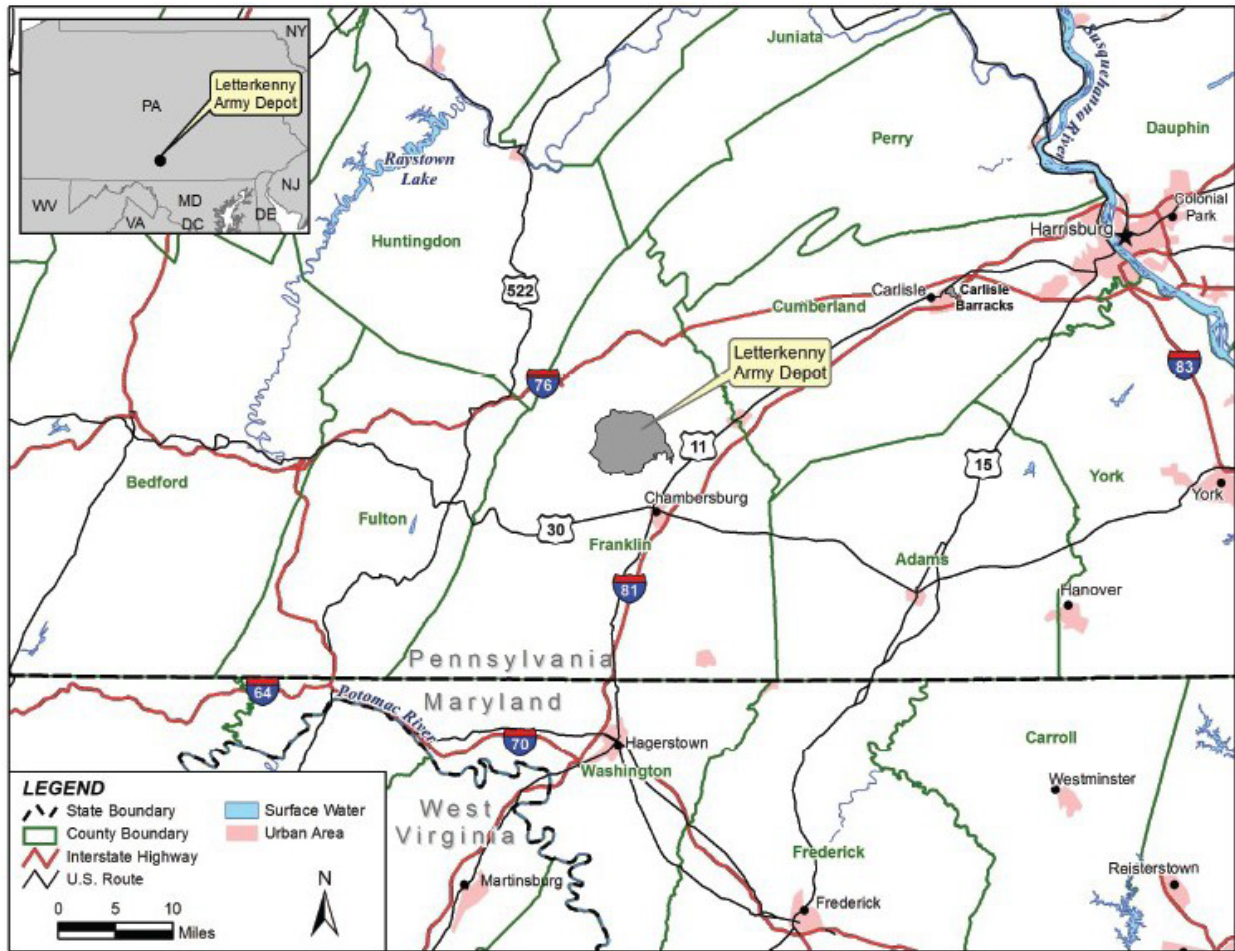 NY
PA
Letterkenny
Army Depot
WV
VA
MD
DC
DE
NJ
Juniata
Susquehanna River
Dauphin
Perry
Raystown
Lake
Huntingdon
Colonial
Park
Harrisburg
522
Carlisle
Carlisle
Barracks
Cumberland
Letterkenny
Army Depot
76
83
11
15
Bedford
York
York
Chambersburg
Fulton
30
Franklin
Adams
81
Hanover
Pennsylvania
64
Potomac River
Maryland
70
Hagerstown
Washington
Carroll
Westminster
West
Virginia
Frederick
Martinsburg
Frederick
Reisterstown
LEGEND
State Boundary
County Boundary
Interstate Highway
U.S. Route
Surface Water
Urban Area
N
0 5 10
Miles